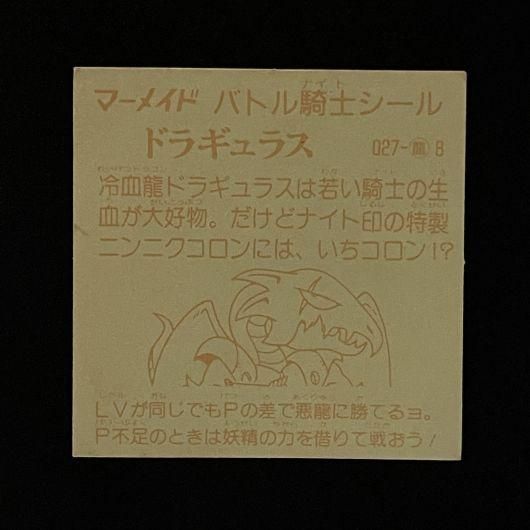 マーメイド バトル騎士シール
ドラギュラス 027-黒 B
冷血龍ドラギュラスは若い騎士の生
血が大好物。だけどナイト印の特製
ニンニクコロンには、いちコロン!?
LVが同じでもPの差で悪龍に勝てるヨ。
P不足のときは妖精の力を借りて戦おう!